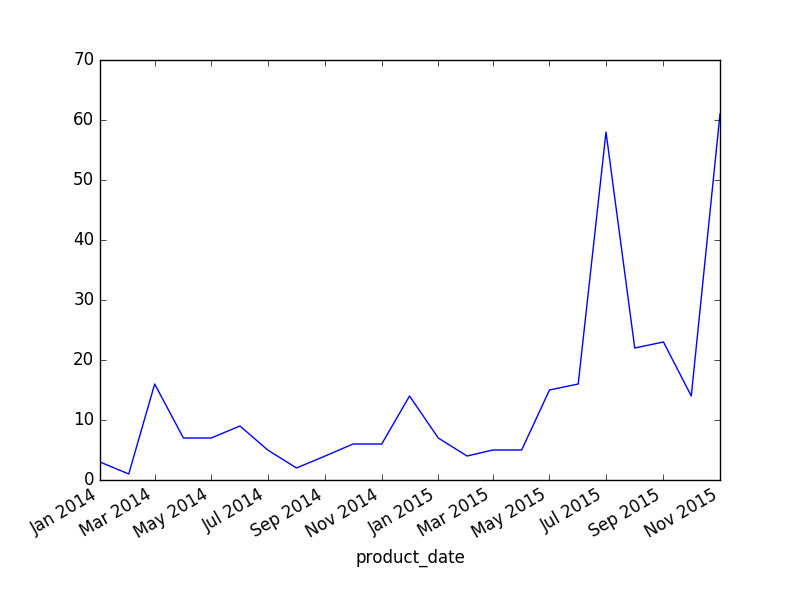 70
60
50
40
30
20
10
0
Jan 2014
Mar 2014
May 2014
Jul 2014
Sep 2014
Nov 2014
Jan 2015
Mar 2015
May 2015
Jul 2015
Sep 2015
Nov 2015
product_date